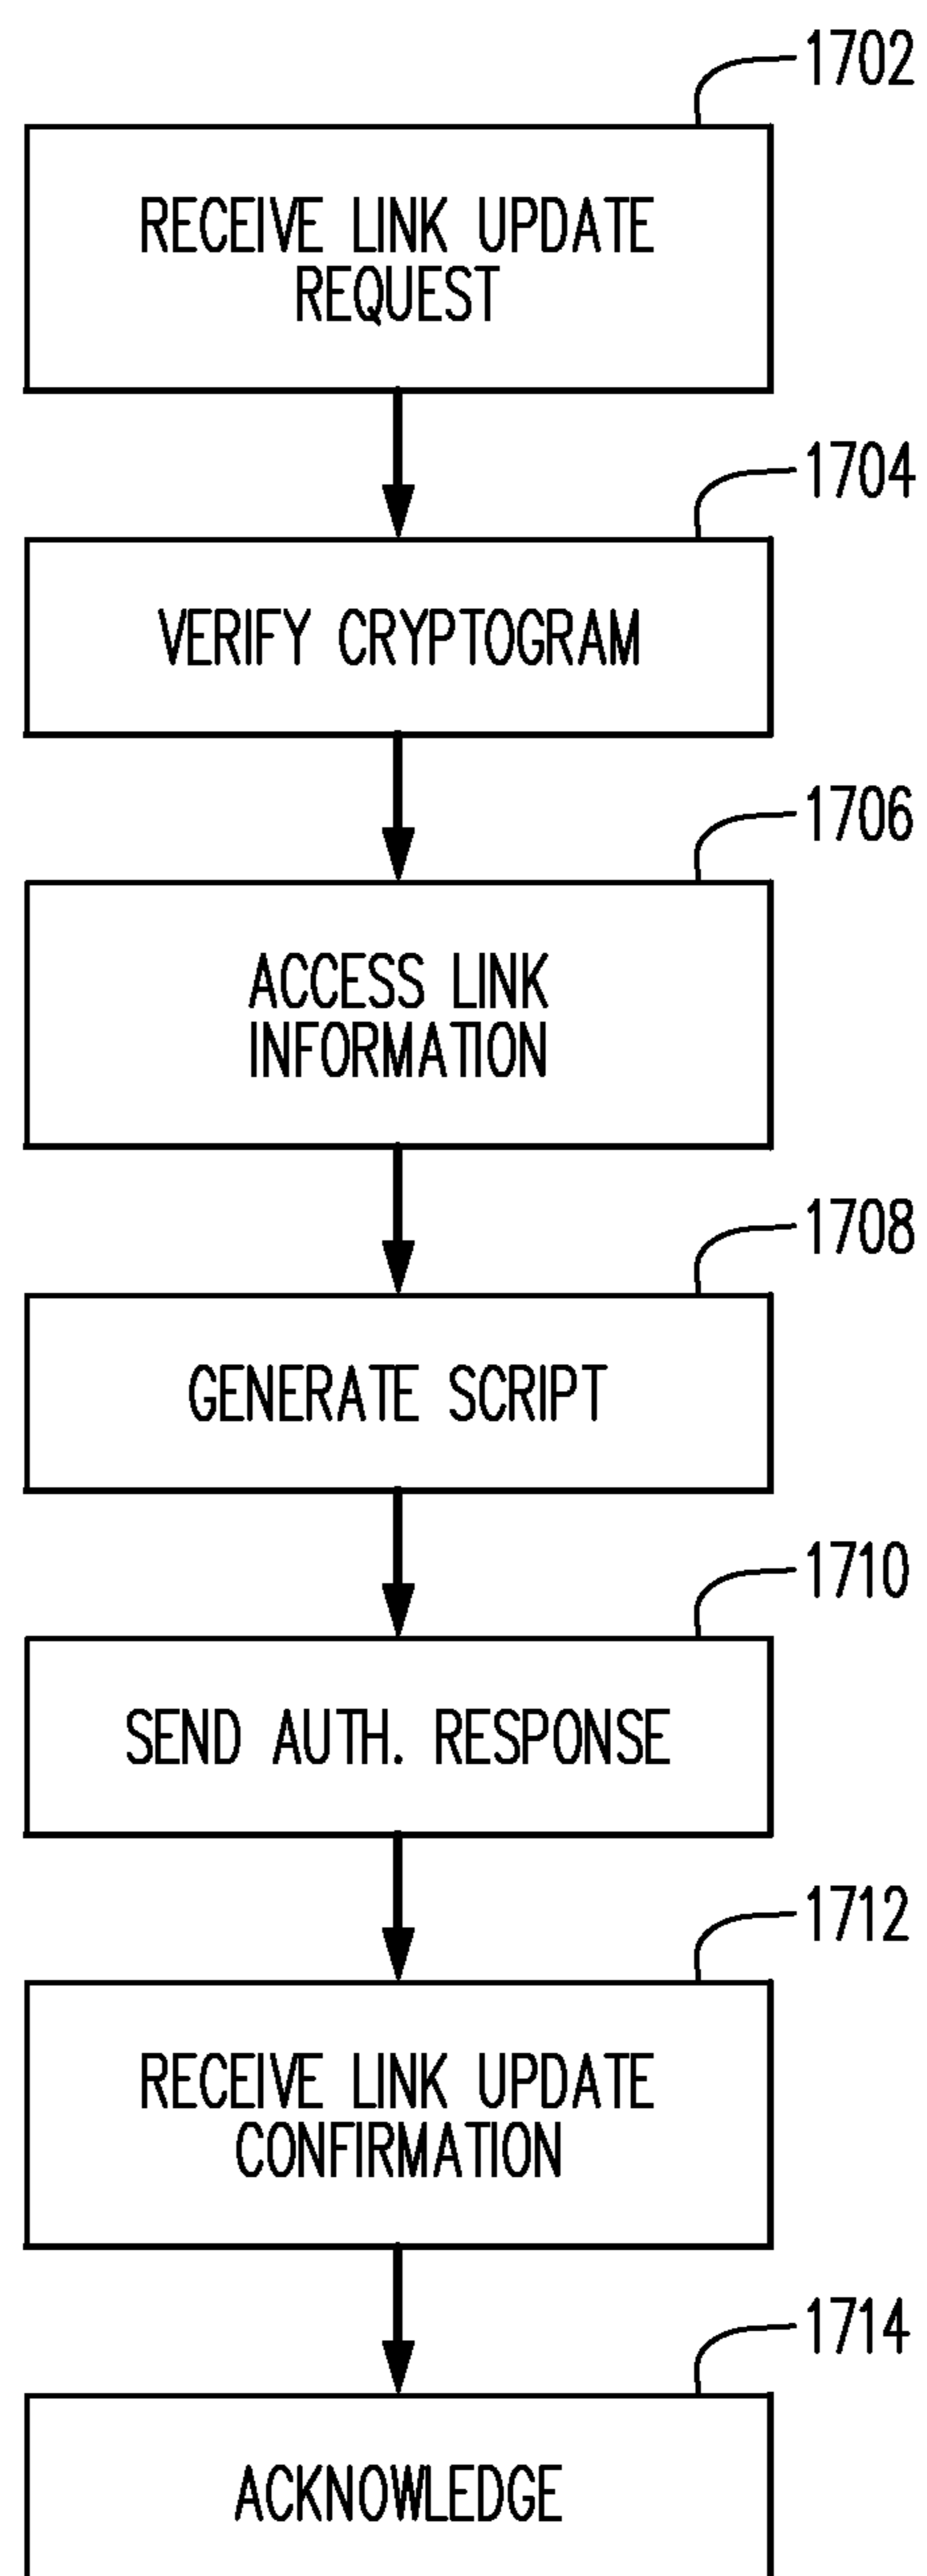 1702
RECEIVE LINK UPDATE
REQUEST
1704
VERIFY CRYPTOGRAM
1706
ACCESS LINK
INFORMATION
1708
GENERATE SCRIPT
1710
SEND AUTH. RESPONSE
1712
RECEIVE LINK UPDATE
CONFIRMATION
1714
ACKNOWLEDGE